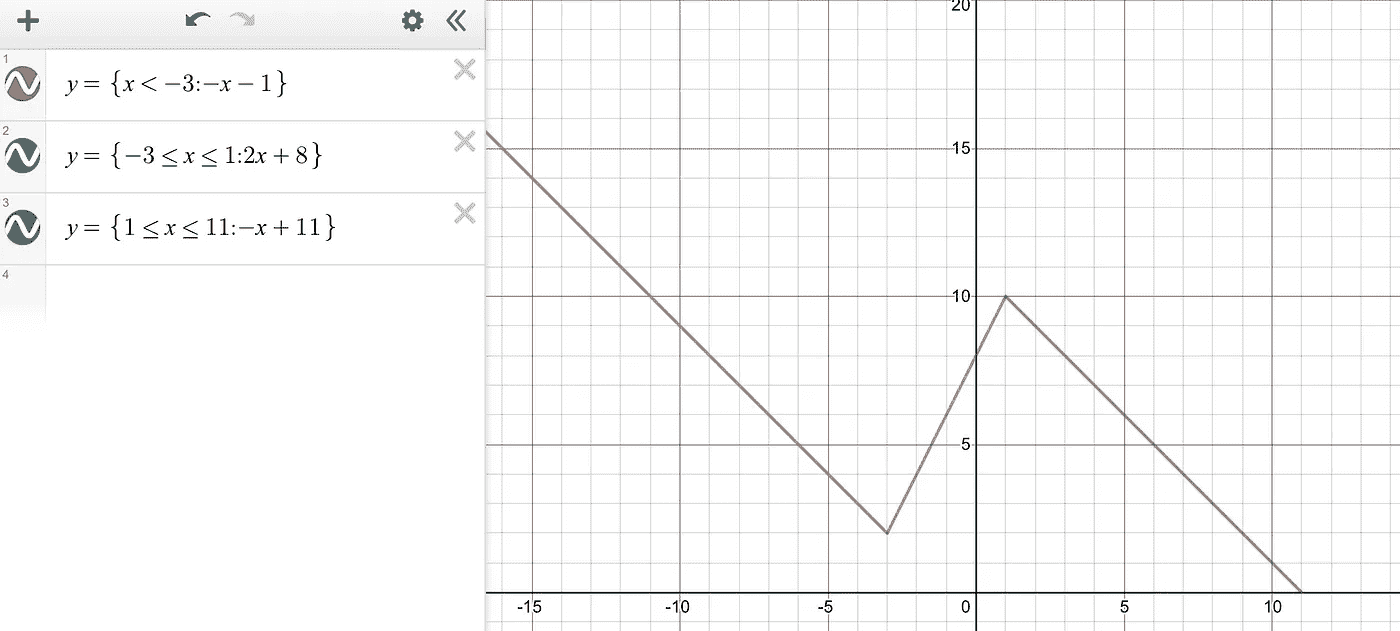 1
y = {x < −3:−x − 1}
2
y = {−3 ≤ x ≤ 1:2x + 8}
3
y = {1 ≤ x ≤ 11:−x + 11}
4
20
15
10
5
-15 -10 -5 0 5 10